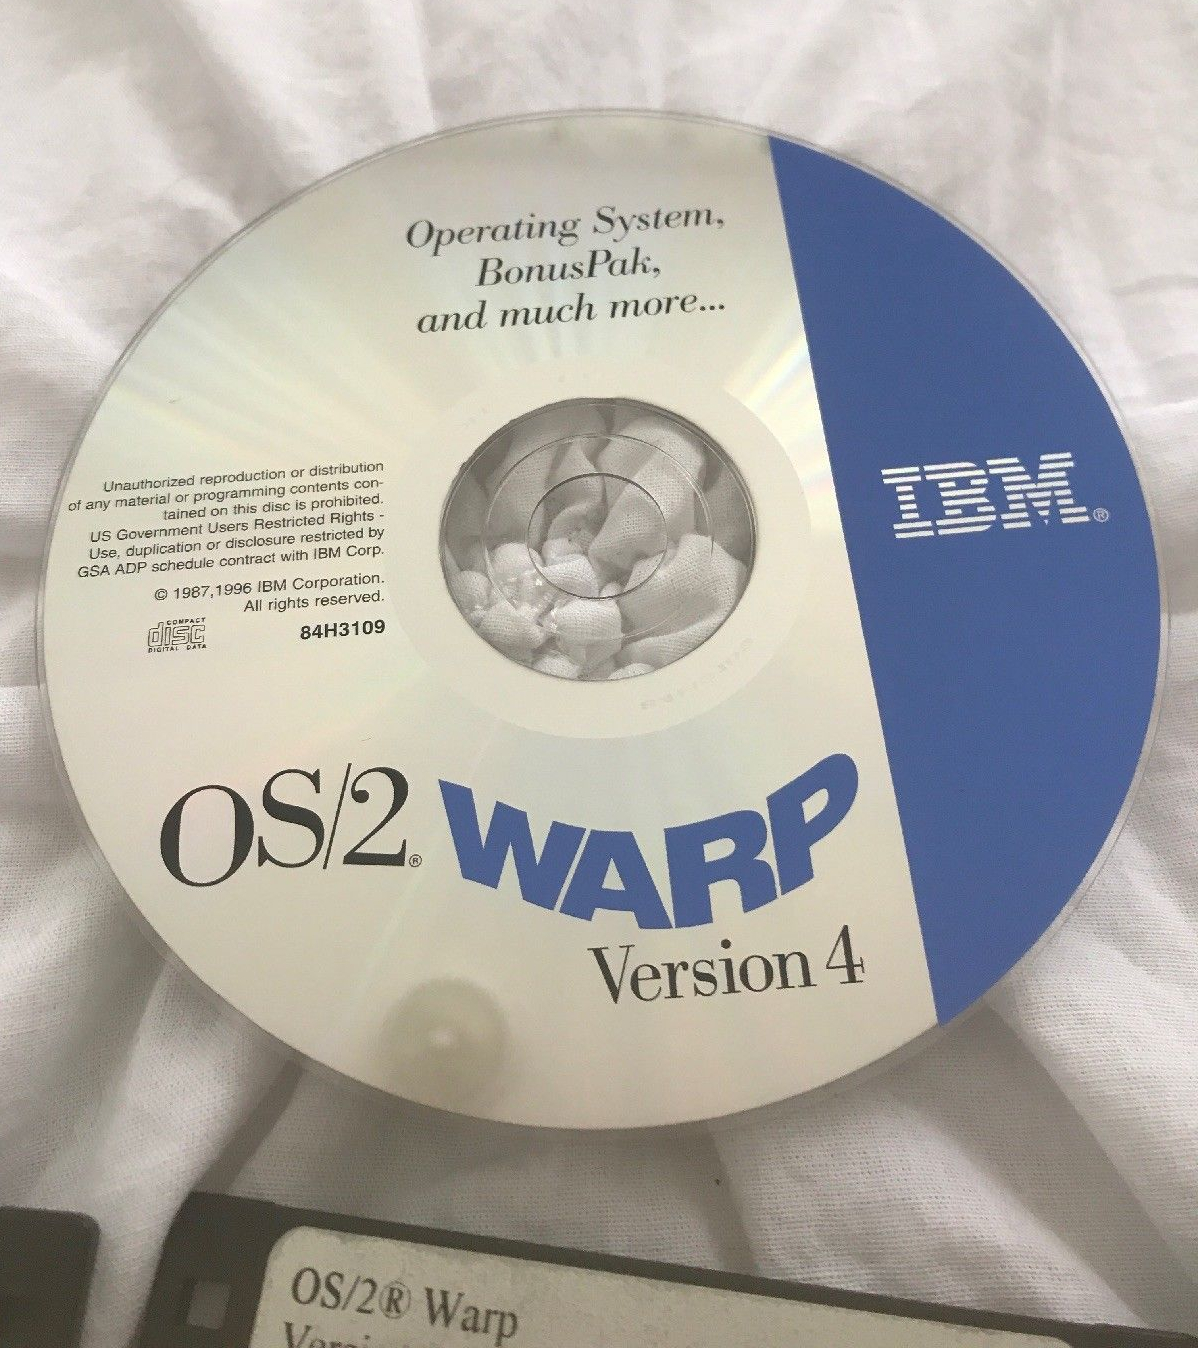 Operating System,
BonusPak,
and much more...
IBM®
Unauthorized reproduction or distribution
of any material or programming contents con-
tained on this disc is prohibited.
US Government Users Restricted Rights -
Use, duplication or disclosure restricted by
GSA ADP schedule contract with IBM Corp.
© 1987,1996 IBM Corporation.
All rights reserved.
COMPACT
disc
DIGITAL DATA
84H3109
OS/2® WARP
Version 4
OS/2® Warp